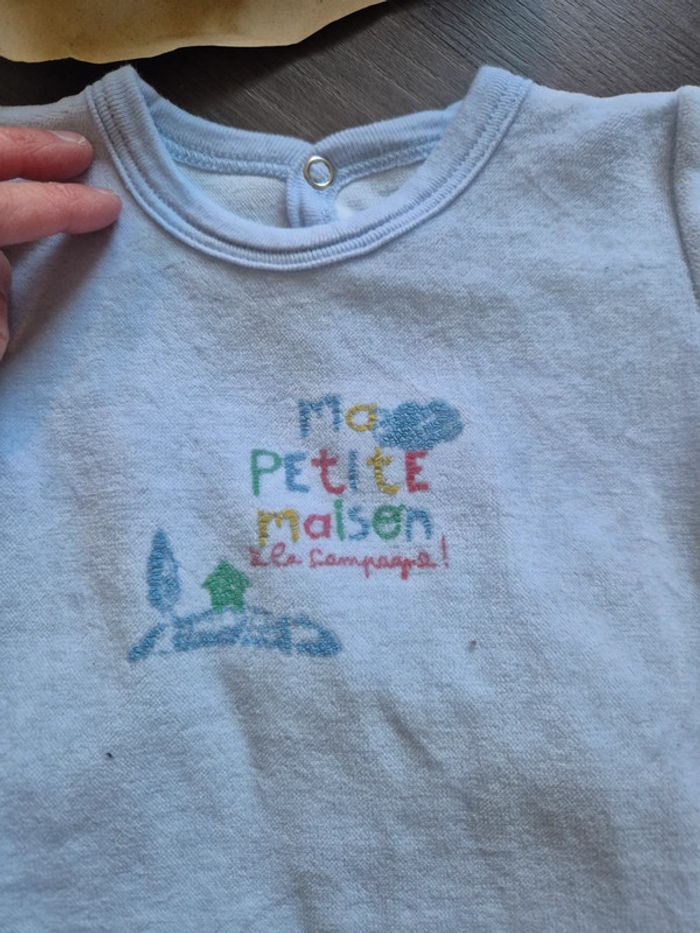 Ma
PEtitE
maison
à la campagne!